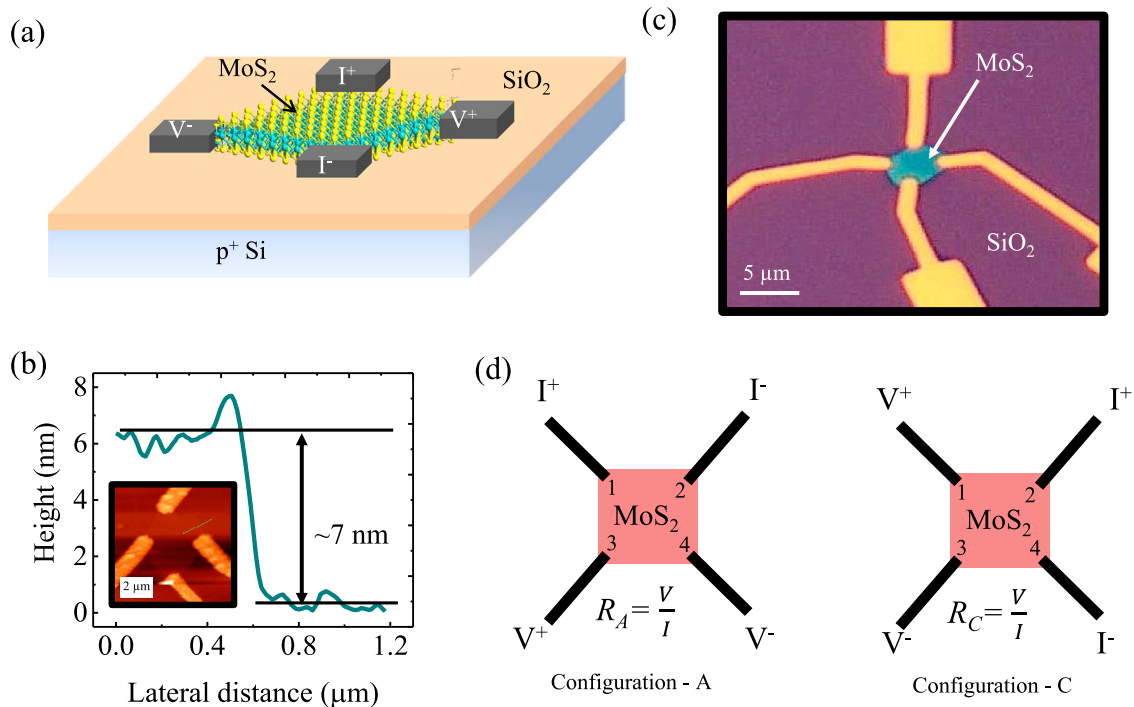 (a)
MoS₂
I⁺
SiO₂
V⁻
V⁺
I⁻
p⁺ Si
(c)
MoS₂
SiO₂
5 µm
(b)
Height (nm)
8
6
4
2
0
~7 nm
2 µm
0.0 0.4 0.8 1.2
Lateral distance (µm)
(d)
I⁺ I⁻
1 2
MoS₂
3 4
V⁺ V⁻
R_A = V/I
Configuration - A
V⁺ I⁺
1 2
MoS₂
3 4
V⁻ I⁻
R_C = V/I
Configuration - C